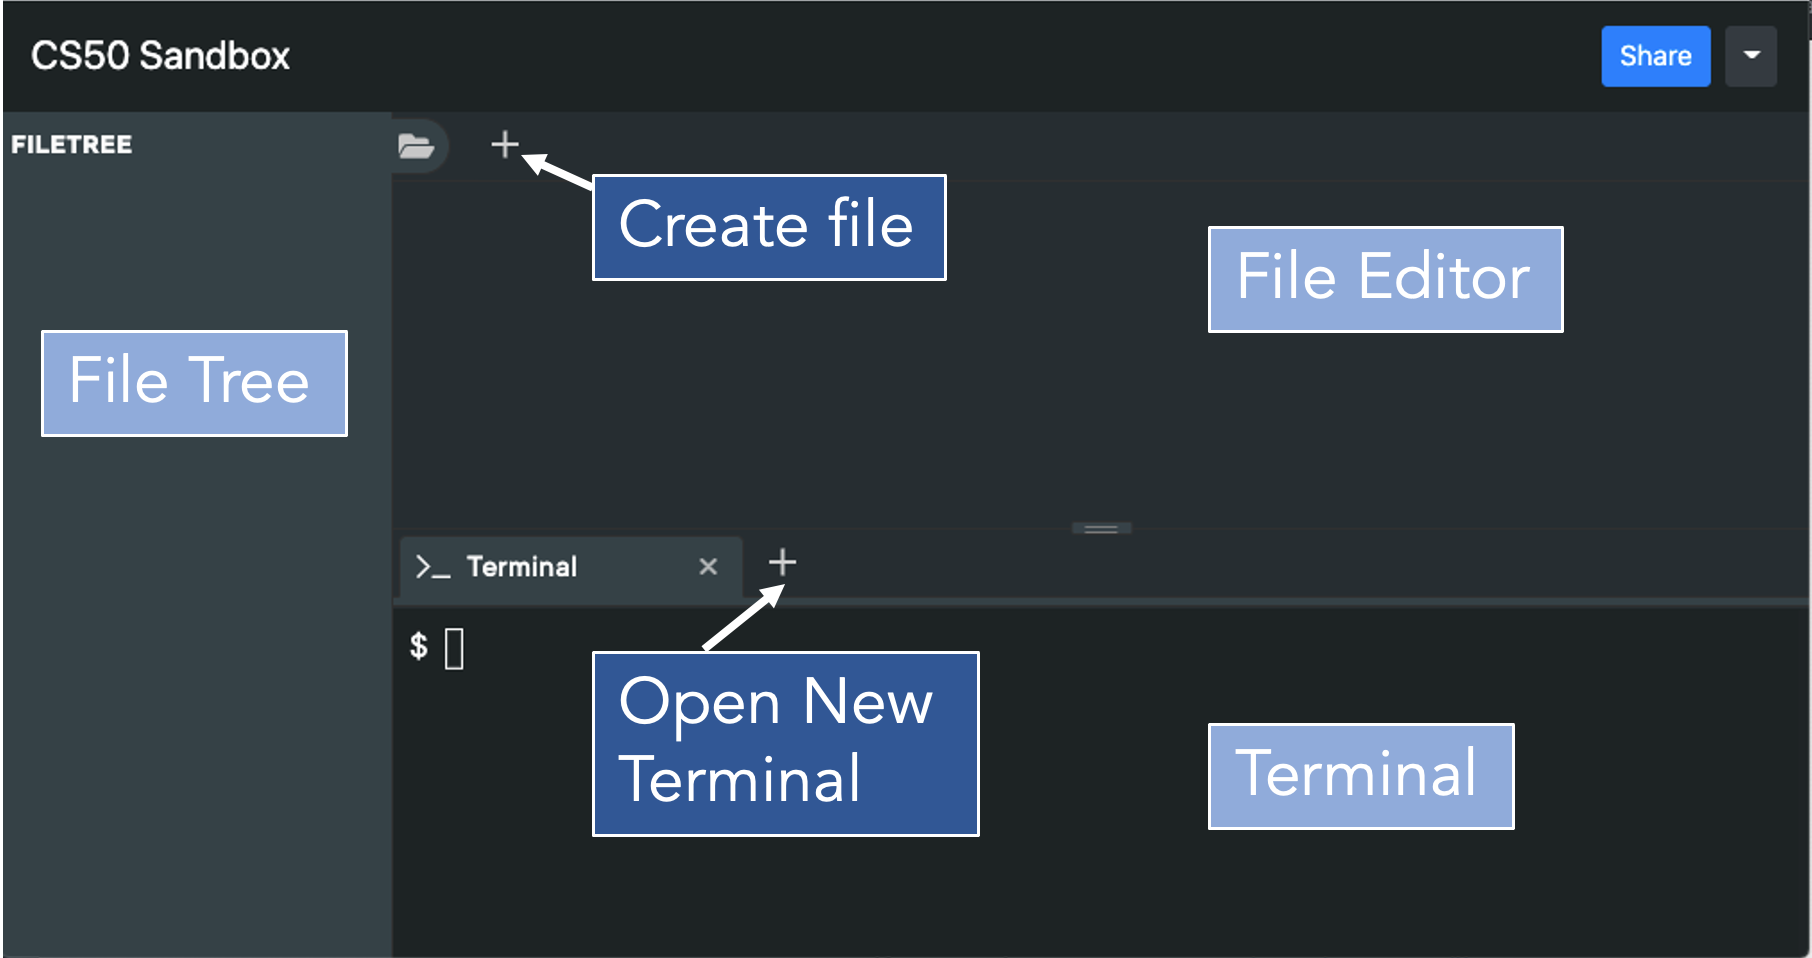 CS50 Sandbox
Share
FILETREE
Create file
File Editor
File Tree
>_ Terminal
$
Open New
Terminal
Terminal